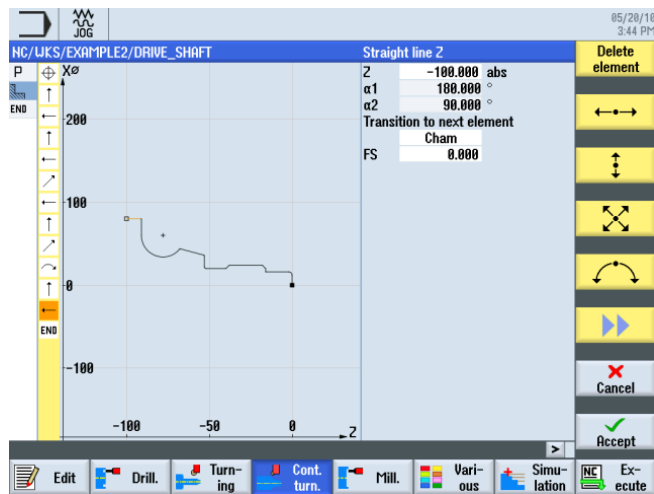 JOG
05/20/10
3:44 PM
NC/WKS/EXAMPLE2/DRIVE_SHAFT
Straight line Z
Delete
element
P
END
XØ
200
100
0
-100
-100
-50
0
Z
END
Z -100.000 abs
α1 180.000 °
α2 90.000 °
Transition to next element
Cham
FS 0.000
Cancel
Accept
>
Edit
Drill.
Turn-
ing
Cont.
turn.
Mill.
Vari-
ous
Simu-
lation
NC
Ex-
ecute